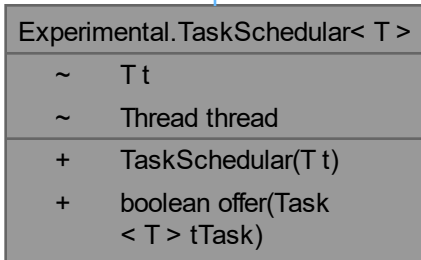 Experimental.TaskSchedular< T >
~ T t
~ Thread thread
+ TaskSchedular(T t)
+ boolean offer(Task
< T > tTask)